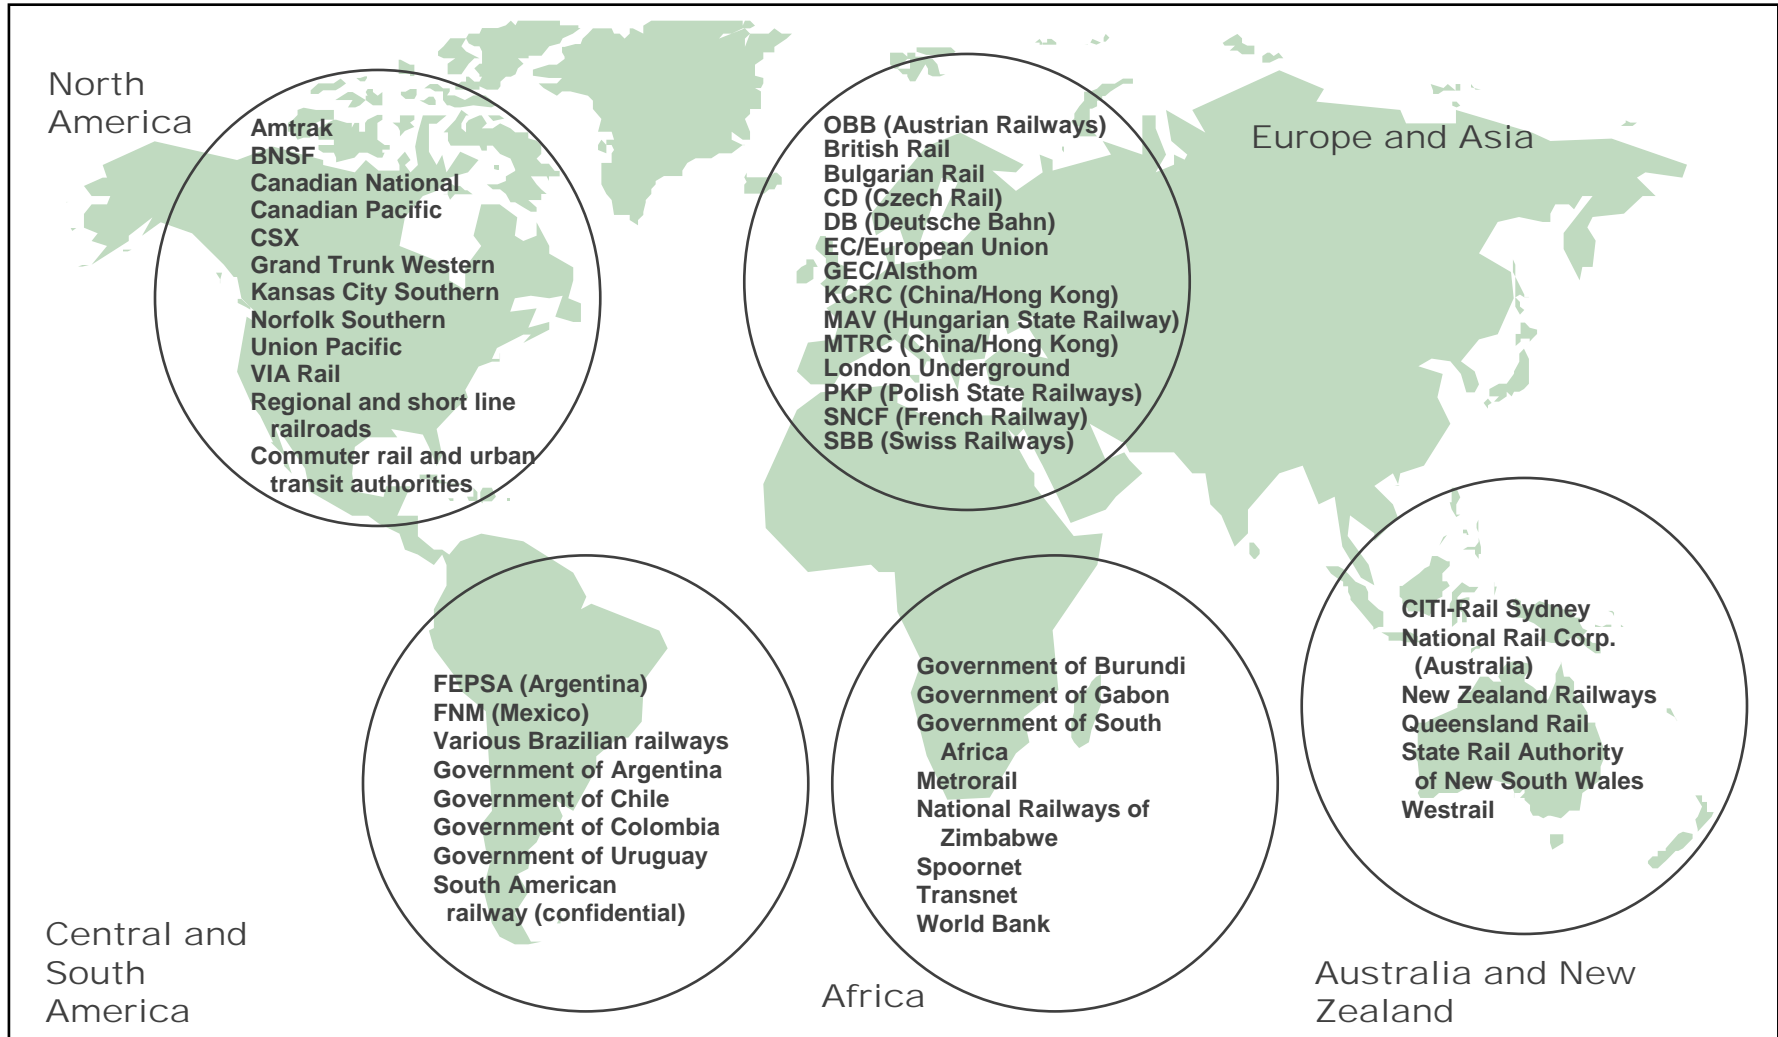 North
America
Amtrak
BNSF
Canadian National
Canadian Pacific
CSX
Grand Trunk Western
Kansas City Southern
Norfolk Southern
Union Pacific
VIA Rail
Regional and short line
railroads
Commuter rail and urban
transit authorities
Europe and Asia
OBB (Austrian Railways)
British Rail
Bulgarian Rail
CD (Czech Rail)
DB (Deutsche Bahn)
EC/European Union
GEC/Alsthom
KCRC (China/Hong Kong)
MAV (Hungarian State Railway)
MTRC (China/Hong Kong)
London Underground
PKP (Polish State Railways)
SNCF (French Railway)
SBB (Swiss Railways)
Central and
South
America
FEPSA (Argentina)
FNM (Mexico)
Various Brazilian railways
Government of Argentina
Government of Chile
Government of Colombia
Government of Uruguay
South American
railway (confidential)
Africa
Government of Burundi
Government of Gabon
Government of South
Africa
Metrorail
National Railways of
Zimbabwe
Spoornet
Transnet
World Bank
Australia and New
Zealand
CITI-Rail Sydney
National Rail Corp.
(Australia)
New Zealand Railways
Queensland Rail
State Rail Authority
of New South Wales
Westrail